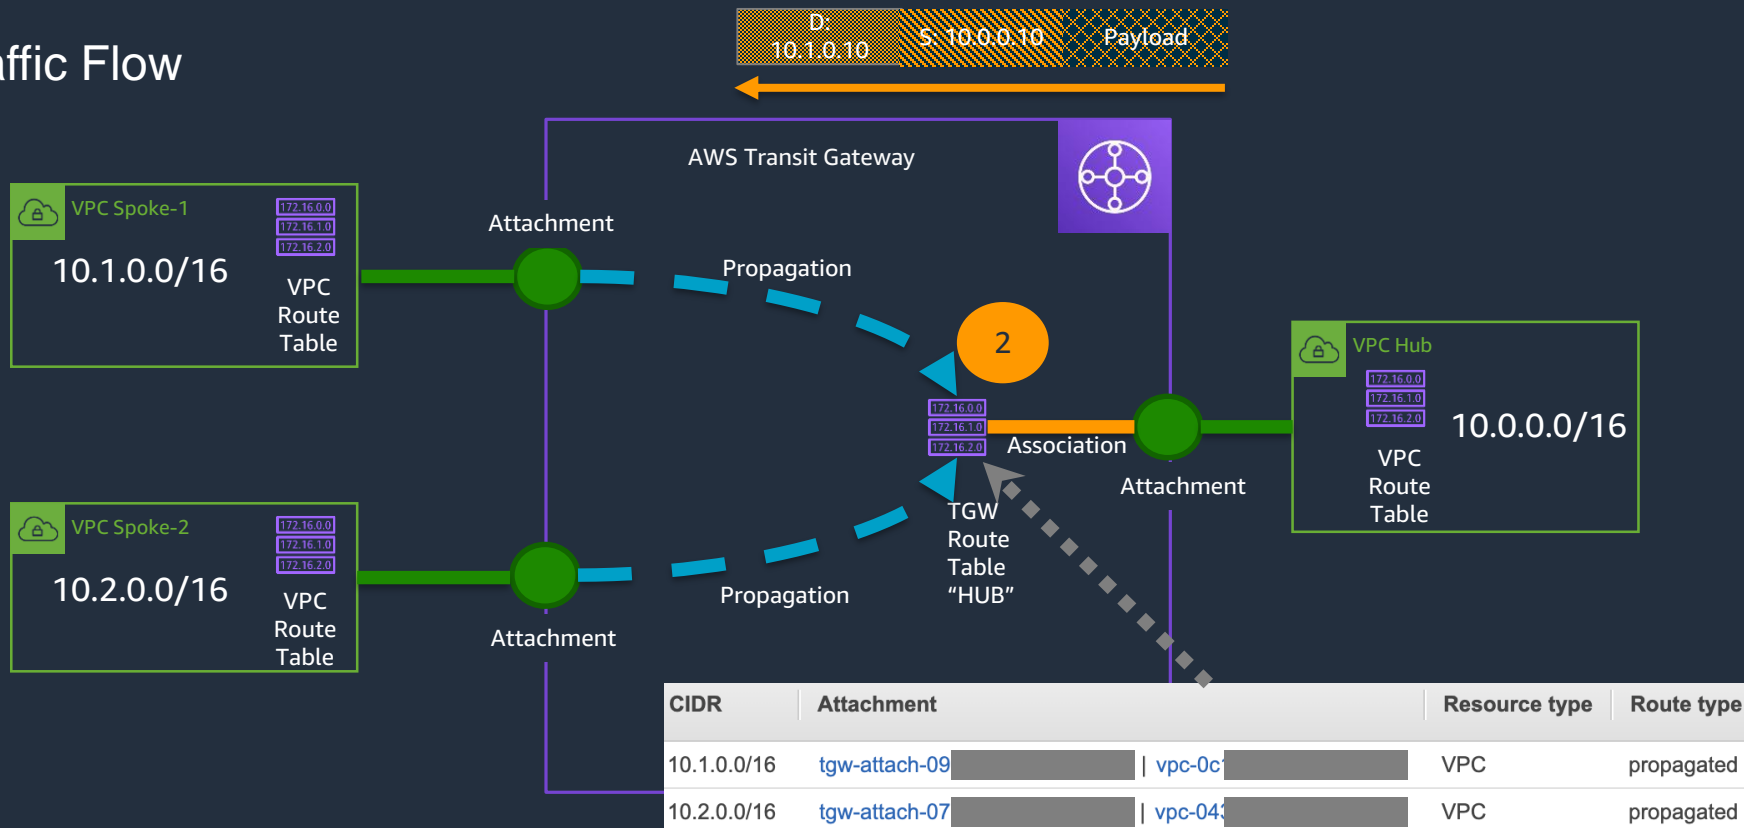 affic Flow
D:
10.1.0.10
S: 10.0.0.10
Payload
AWS Transit Gateway
VPC Spoke-1
10.1.0.0/16
172.16.0.0
172.16.1.0
172.16.2.0
VPC
Route
Table
Attachment
Propagation
2
VPC Hub
172.16.0.0
172.16.1.0
172.16.2.0
10.0.0.0/16
VPC
Route
Table
172.16.0.0
172.16.1.0
172.16.2.0
Association
Attachment
TGW
Route
Table
“HUB”
VPC Spoke-2
10.2.0.0/16
172.16.0.0
172.16.1.0
172.16.2.0
VPC
Route
Table
Attachment
Propagation
CIDR Attachment Resource type Route type
10.1.0.0/16 tgw-attach-09 | vpc-0c1 VPC propagated
10.2.0.0/16 tgw-attach-07 | vpc-043 VPC propagated